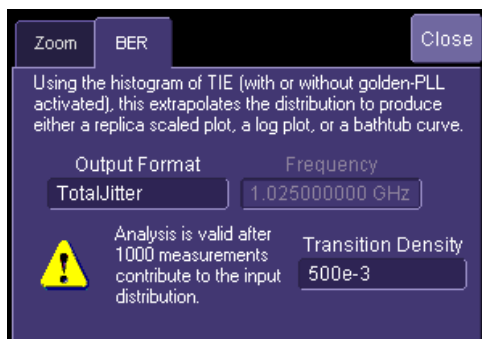 Zoom
BER
Close
Using the histogram of TIE (with or without golden-PLL
activated), this extrapolates the distribution to produce
either a replica scaled plot, a log plot, or a bathtub curve.
Output Format
Frequency
TotalJitter
1.025000000 GHz
Analysis is valid after
1000 measurements
contribute to the input
distribution.
Transition Density
500e-3